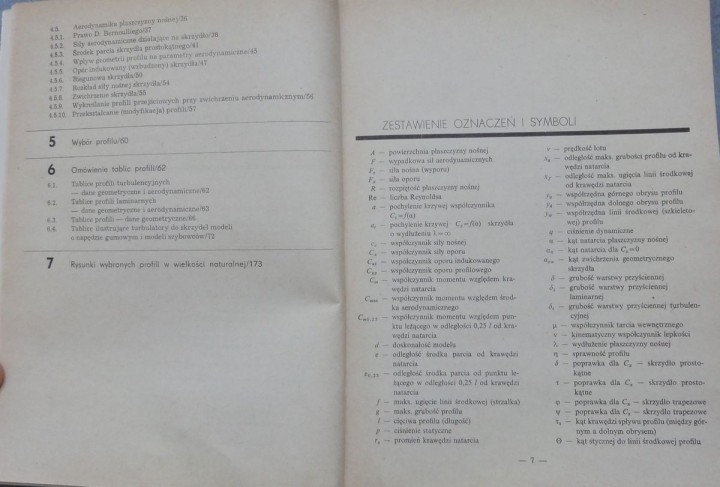 4.5. Aerodynamika płaszczyzny nośnej/36
4.5.1. Prawo D. Bernoulliego/37
4.5.2. Siły aerodynamiczne działające na skrzydło/38
4.5.3. Środek parcia skrzydła prostokątnego/41
4.5.4. Wpływ geometrii profilu na parametry aerodynamiczne/45
4.5.5. Opór indukowany (wzbudzony) skrzydła/47
4.5.6. Biegunowa skrzydła/50
4.5.7. Rozkład siły nośnej skrzydła/54
4.5.8. Zwichrzenie skrzydła/55
4.5.9. Wykreślanie profili przejściowych przy zwichrzeniu aerodynamicznym/56
4.5.10. Przekształcanie (modyfikacja) profili/57
5 Wybór profilu/60
6 Omówienie tablic profili/62
6.1. Tablice profili turbulencyjnych
— dane geometryczne i aerodynamiczne/62
6.2. Tablice profili laminarnych
— dane geometryczne i aerodynamiczne/62
6.3. Tablice profili — dane geometryczne/66
6.4. Tablice ilustrujące turbulatory do skrzydeł modeli
o napędzie gumowym i modeli szybowców/72
7 Rysunki wybranych profili w wielkości naturalnej/173
ZESTAWIENIE OZNACZEŃ I SYMBOLI
A — powierzchnia płaszczyzny nośnej
F — wypadkowa sił aerodynamicznych
— siła nośna (wyporu)
— siła oporu
R — rozpiętość płaszczyzny nośnej
Re — liczba Reynoldsa
a — pochylenie krzywej współczynnika
— pochylenie krzywej skrzydła
o wydłużeniu λ = ∞
— współczynnik siły nośnej
— współczynnik siły oporu
— współczynnik oporu indukowanego
— współczynnik oporu profilowego
— współczynnik momentu względem kra-
wędzi natarcia
— współczynnik momentu względem środ-
ka aerodynamicznego
— współczynnik momentu względem pun-
ktu leżącego w odległości 0,25 l od kra-
wędzi natarcia
d — doskonałość modelu
e — odległość środka parcia od krawędzi
natarcia
— odległość środka parcia od punktu le-
żącego w odległości 0,25 l od krawędzi
natarcia
f — maks. ugięcie linii środkowej (strzałka)
g — maks. grubość profilu
l — cięciwa profilu (długość)
p — ciśnienie statyczne
— promień krawędzi natarcia
v — prędkość lotu
— odległość maks. grubości profilu od kra-
wędzi natarcia
— odległość maks. ugięcia linii środkowej
od krawędzi natarcia
— współrzędna górnego obrysu profilu
— współrzędna dolnego obrysu profilu
— współrzędna linii środkowej (szkieleto-
wej) profilu
q — ciśnienie dynamiczne
α — kąt natarcia płaszczyzny nośnej
— kąt natarcia dla
— kąt zwichrzenia geometrycznego
skrzydła
δ — grubość warstwy przyściennej
— grubość warstwy przyściennej
laminarnej
— grubość warstwy przyściennej turbulen-
cyjnej
μ — współczynnik tarcia wewnętrznego
ν — kinematyczny współczynnik lepkości
λ — wydłużenie płaszczyzny nośnej
η — sprawność profilu
— poprawka dla — skrzydło prosto-
kątne
τ — poprawka dla — skrzydło prosto-
kątne
φ — poprawka dla — skrzydło trapezowe
ψ — poprawka dla — skrzydło trapezowe
— kąt krawędzi spływu profilu (między gór-
nym a dolnym obrysem)
Θ — kąt stycznej do linii środkowej profilu
— 7 —